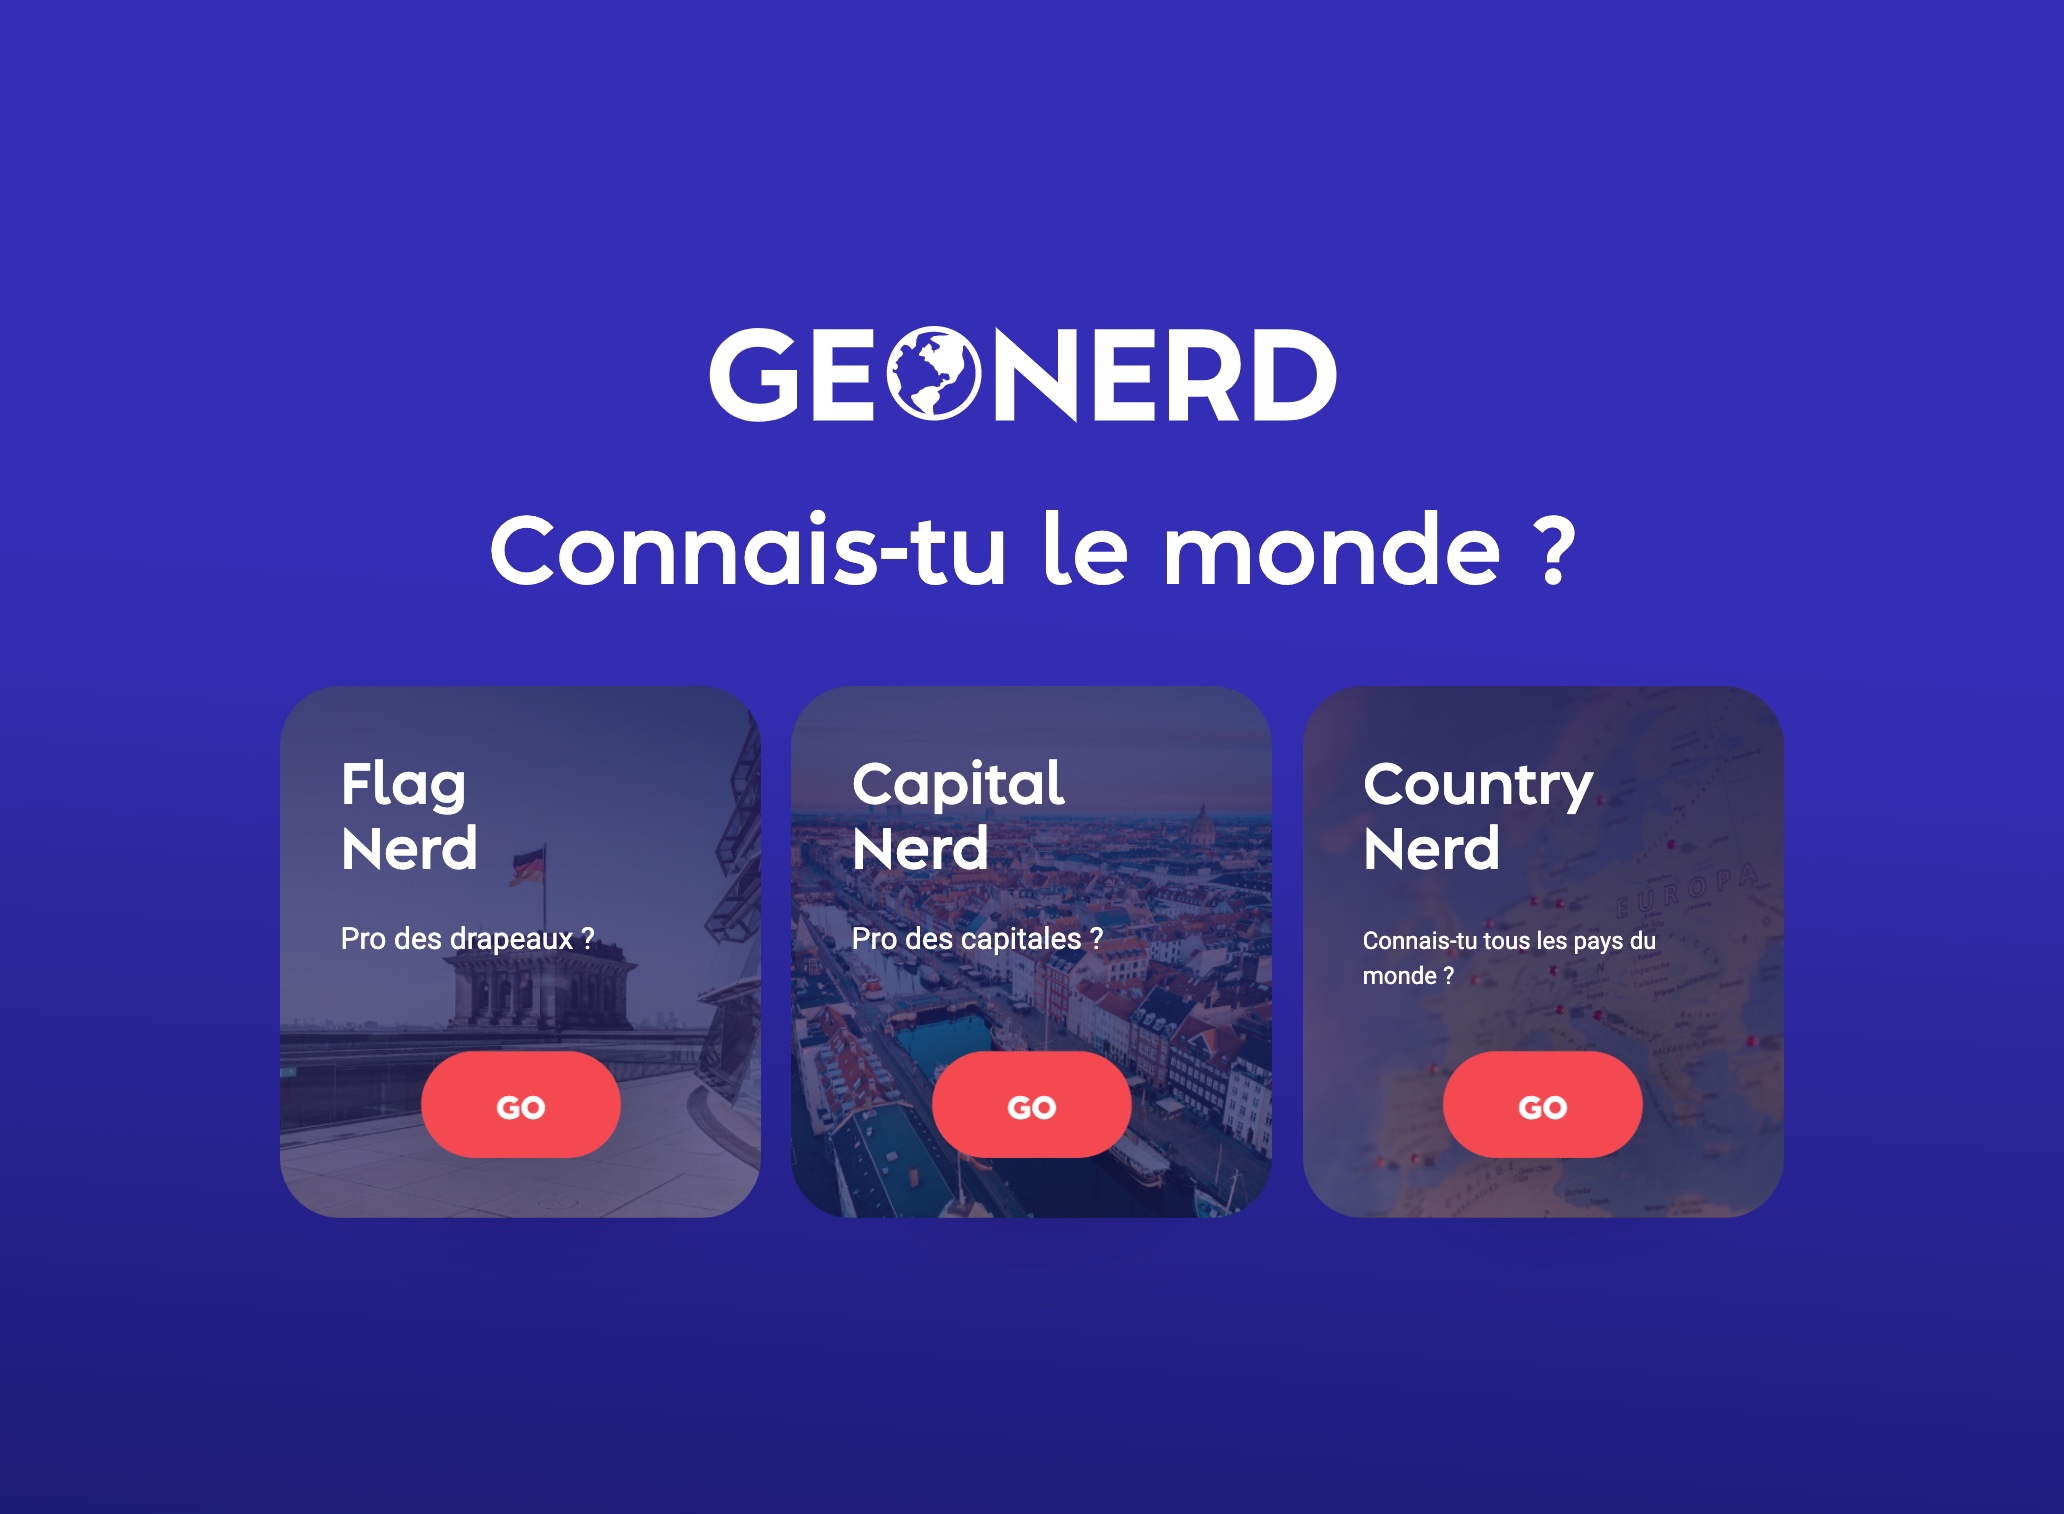 GEONERD
Connais-tu le monde ?
Flag
Nerd
Pro des drapeaux ?
GO
Capital
Nerd
Pro des capitales ?
GO
Country
Nerd
EUROPA
Connais-tu tous les pays du
monde ?
GO